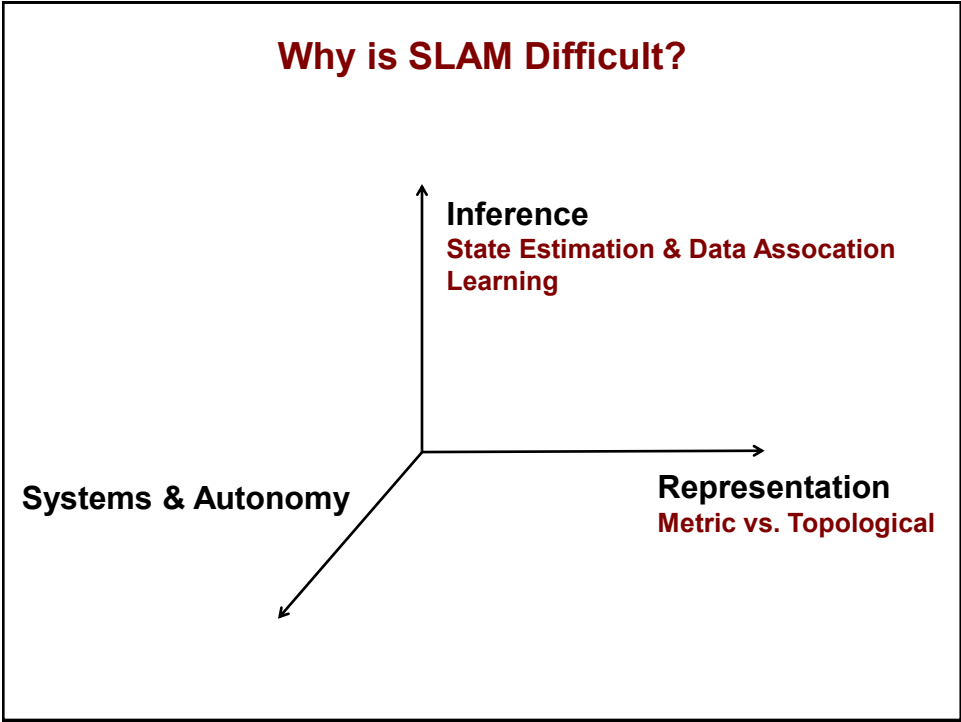 Why is SLAM Difficult?
Inference
State Estimation & Data Assocation
Learning
Systems & Autonomy
Representation
Metric vs. Topological